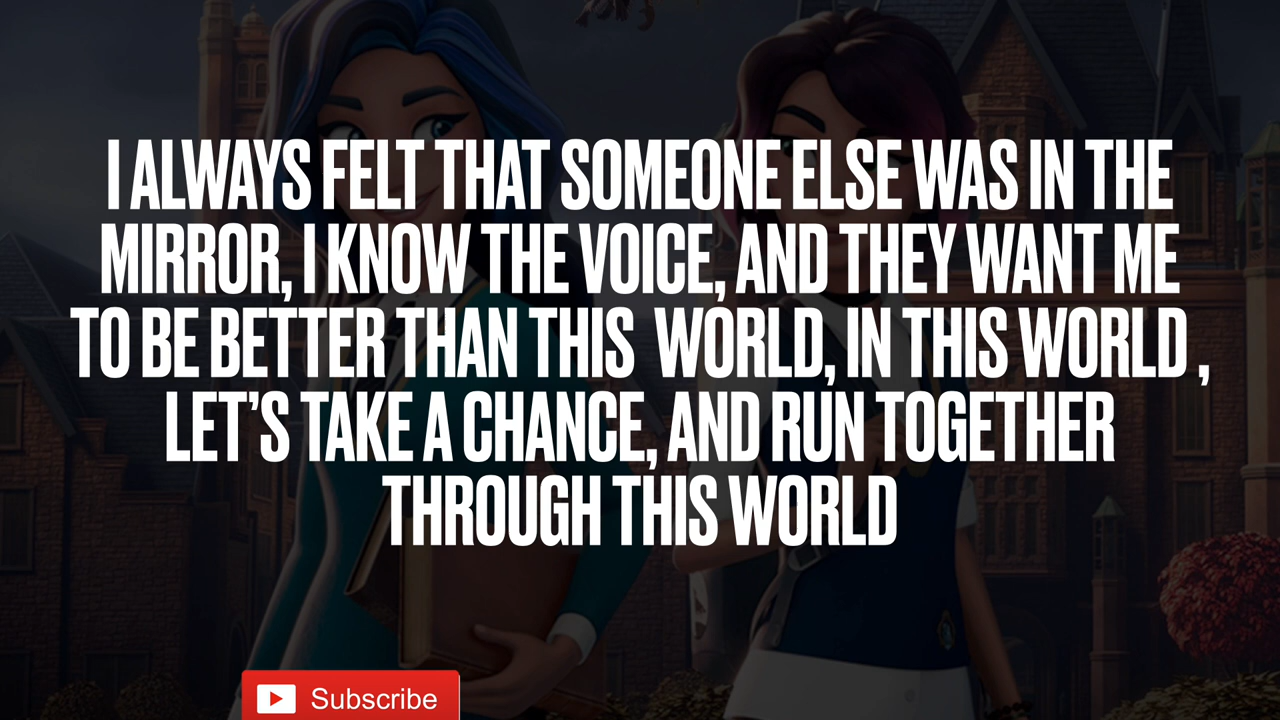 I ALWAYS FELT THAT SOMEONE ELSE WAS IN THE
MIRROR, I KNOW THE VOICE, AND THEY WANT ME
TO BE BETTER THAN THIS  WORLD, IN THIS WORLD ,
LET’S TAKE A CHANCE, AND RUN TOGETHER
THROUGH THIS WORLD
Subscribe